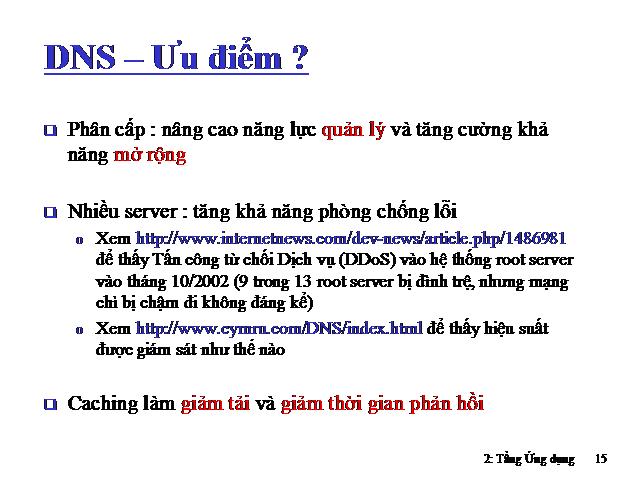 DNS – Ưu điểm ?
Phân cấp : nâng cao năng lực quản lý và tăng cường khả
năng mở rộng
Nhiều server : tăng khả năng phòng chống lỗi
Xem http://www.internetnews.com/dev-news/article.php/1486981
để thấy Tấn công từ chối Dịch vụ (DDoS) vào hệ thống root server
vào tháng 10/2002 (9 trong 13 root server bị đình trệ, nhưng mạng
chỉ bị chậm đi không đáng kể)
Xem http://www.cymru.com/DNS/index.html để thấy hiệu suất
được giám sát như thế nào
Caching làm giảm tải và giảm thời gian phản hồi
2: Tầng Ứng dụng 15